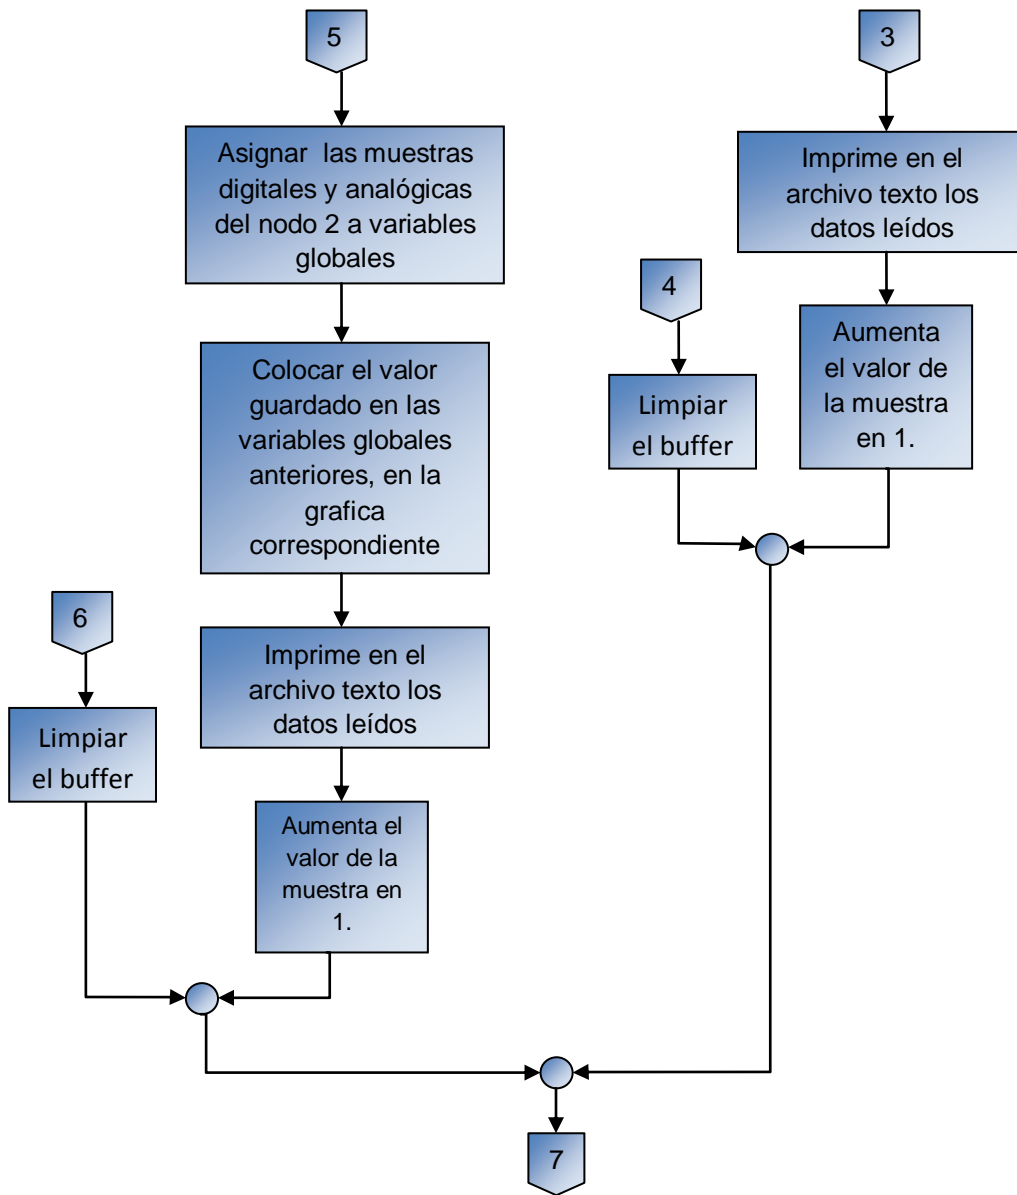 5
Asignar las muestras
digitales y analógicas
del nodo 2 a variables
globales
Colocar el valor
guardado en las
variables globales
anteriores, en la
grafica
correspondiente
6
Limpiar
el buffer
Imprime en el
archivo texto los
datos leídos
Aumenta el
valor de la
muestra en
1.
3
Imprime en el
archivo texto los
datos leídos
4
Limpiar
el buffer
Aumenta
el valor de
la muestra
en 1.
7